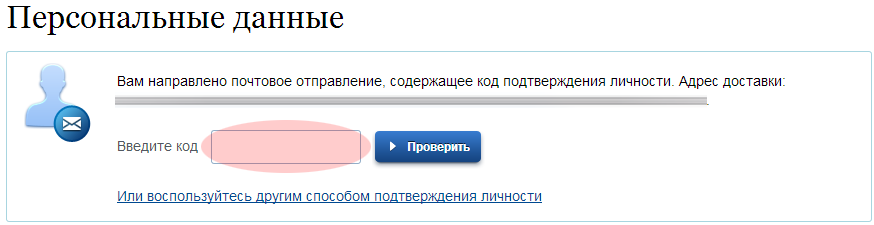 Персональные данные
Вам направлено почтовое отправление, содержащее код подтверждения личности. Адрес доставки:
Введите код
Проверить
Или воспользуйтесь другим способом подтверждения личности